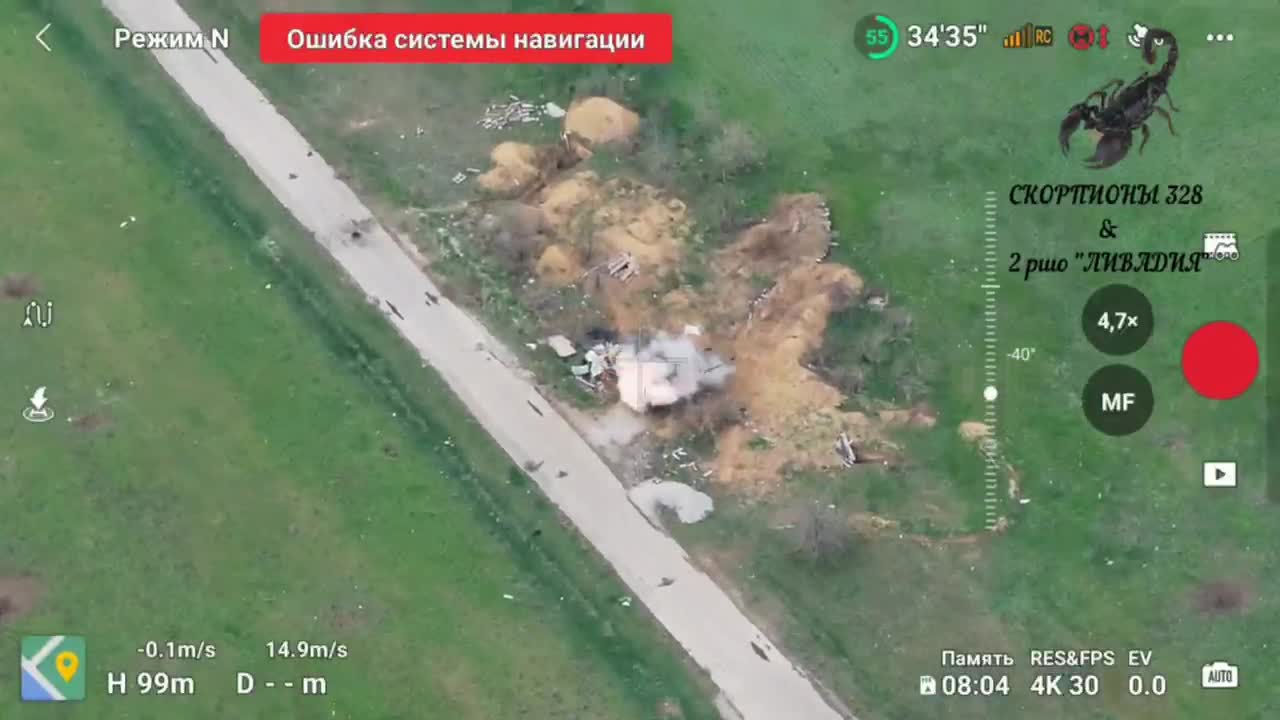 Режим N
Ошибка системы навигации
55
34'35"
RC
СКОРПИОНЫ 328
&
2 ршо "ЛИВАДИЯ"
4,7×
-40°
MF
-0.1m/s 14.9m/s
H 99m D - - m
Память RES&FPS EV
08:04 4K 30 0.0
AUTO